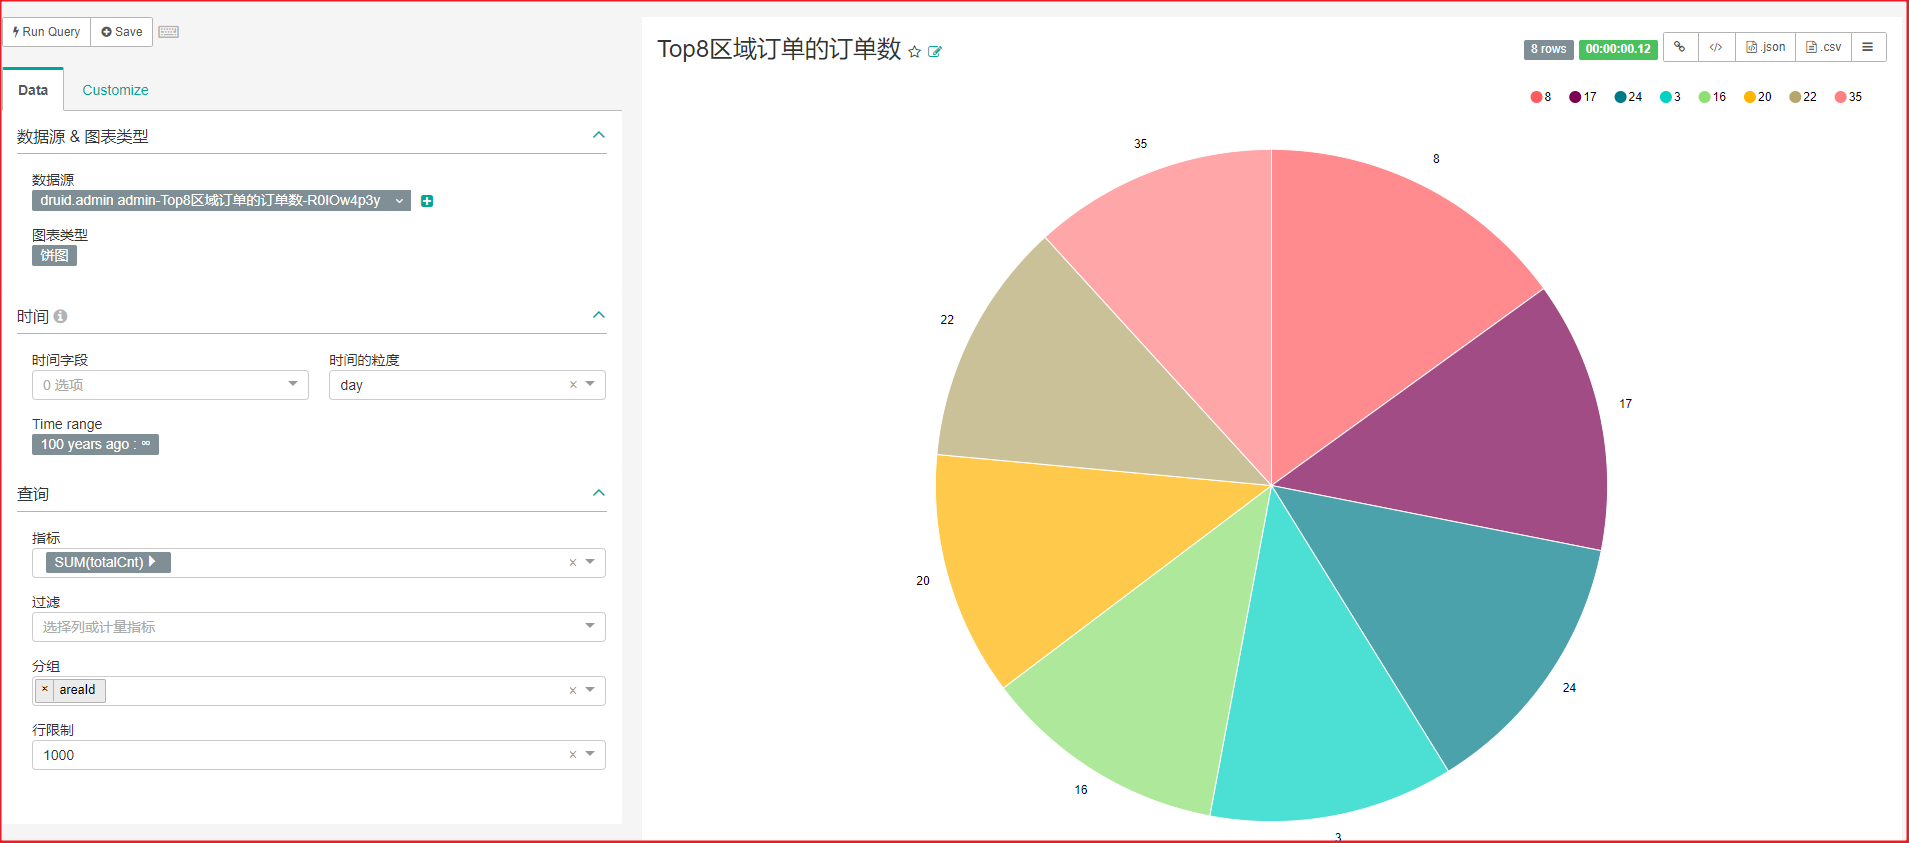 Run Query Save
Data Customize
数据源 & 图表类型
数据源
druid.admin admin-Top8区域订单的订单数-R0IOw4p3y
图表类型
饼图
时间
时间字段 时间的粒度
0 选项 day
Time range
100 years ago : ∞
查询
指标
SUM(totalCnt)
过滤
选择列或计量指标
分组
× areaId
行限制
1000
Top8区域订单的订单数
8 rows 00:00:00.12 </> .json .csv
8 17 24 3 16 20 22 35
35
8
22
17
20
24
16
3